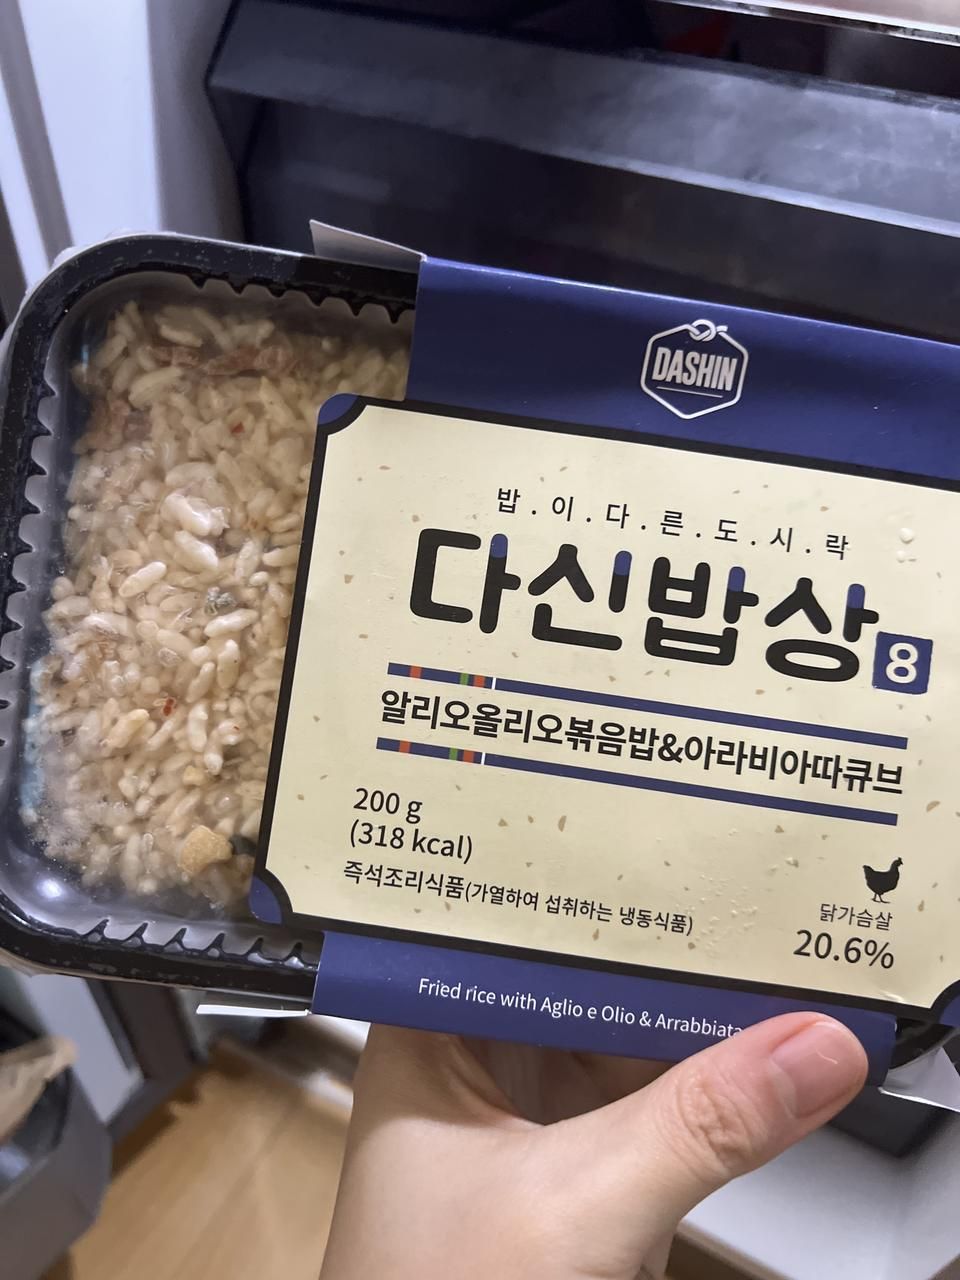 DASHIN
밥.이.다.른.도.시.락
다신밥상 8
알리오올리오볶음밥&아라비아따큐브
200 g
(318 kcal)
즉석조리식품(가열하여 섭취하는 냉동식품)
닭가슴살
20.6%
Fried rice with Aglio e Olio & Arrabbiata